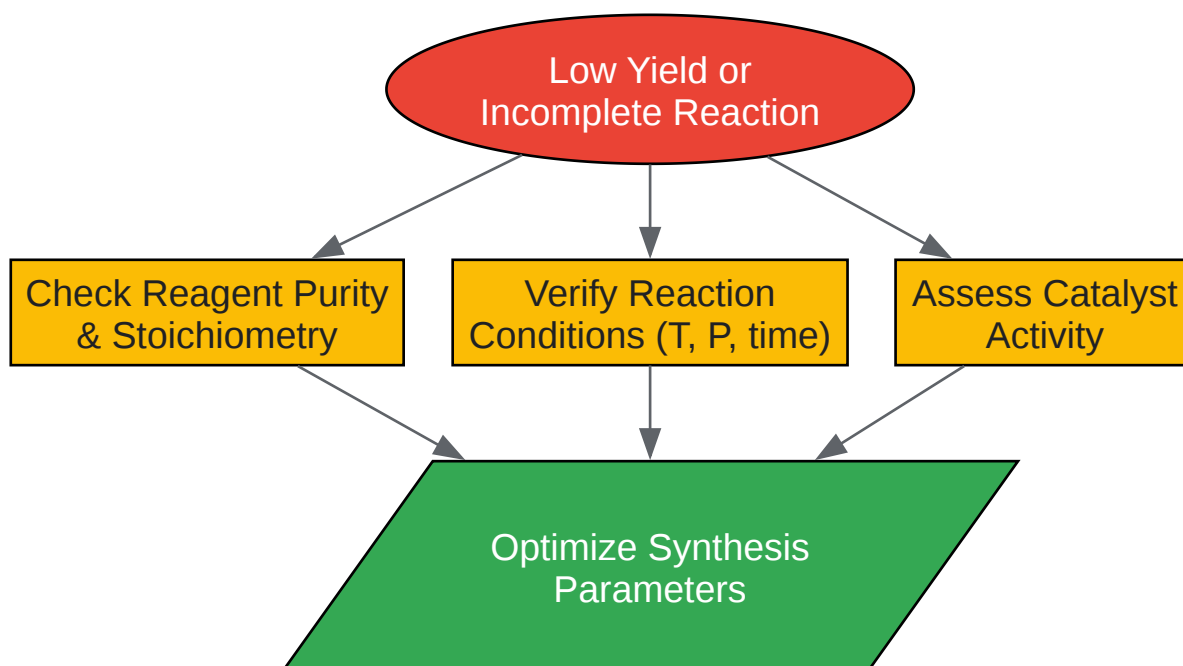 Low Yield or
Incomplete Reaction
Check Reagent Purity
& Stoichiometry
Verify Reaction
Conditions (T, P, time)
Assess Catalyst
Activity
Optimize Synthesis
Parameters